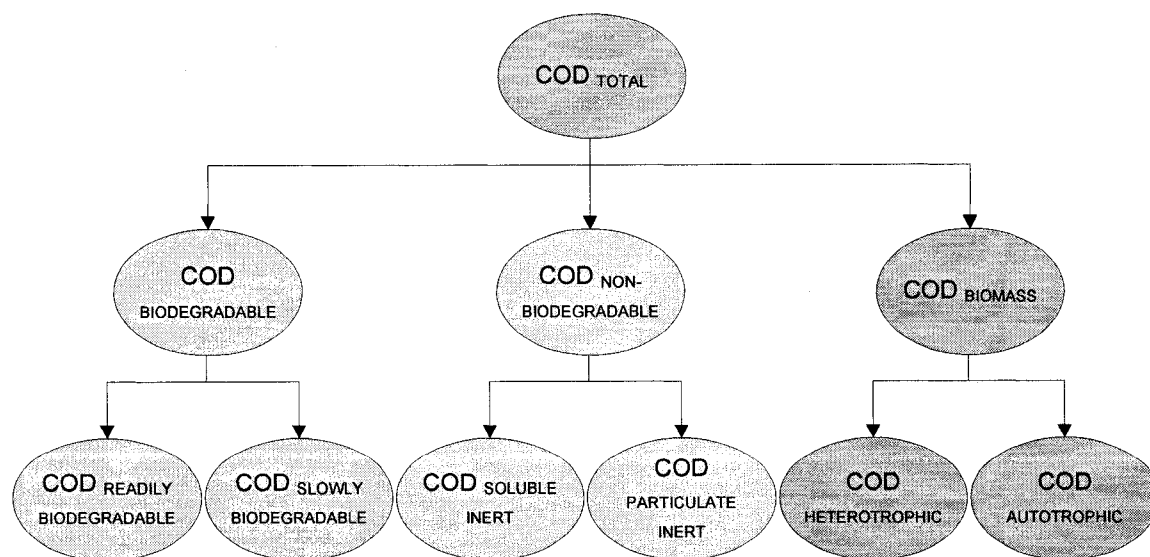 COD TOTAL
COD
BIODEGRADABLE
COD NON-
BIODEGRADABLE
COD BIOMASS
COD READILY
BIODEGRADABLE
COD SLOWLY
BIODEGRADABLE
COD SOLUBLE
INERT
COD
PARTICULATE
INERT
COD
HETEROTROPHIC
COD
AUTOTROPHIC